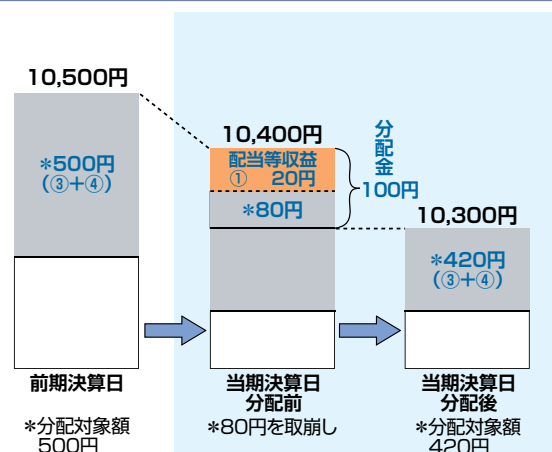 10,500円
*500円
(③+④)
前期決算日
*分配対象額
500円
10,400円
配当等収益
① 20円
*80円
分配金
100円
当期決算日
分配前
*80円を取崩し
10,300円
*420円
(③+④)
当期決算日
分配後
*分配対象額
420円